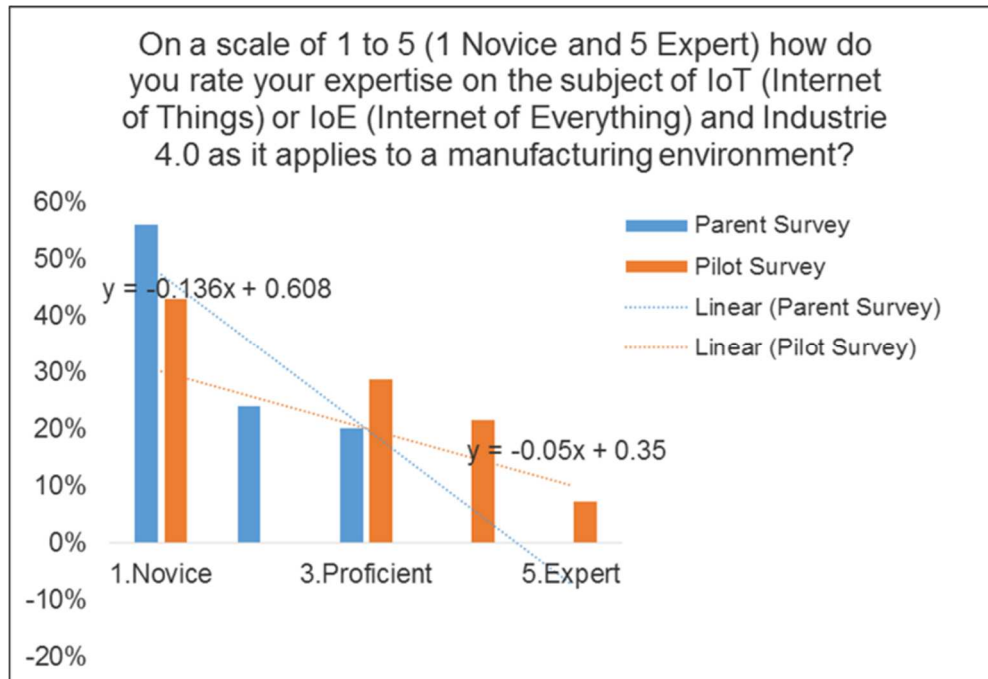 On a scale of 1 to 5 (1 Novice and 5 Expert) how do
you rate your expertise on the subject of IoT (Internet
of Things) or IoE (Internet of Everything) and Industrie
4.0 as it applies to a manufacturing environment?
60%
50%
40%
30%
20%
10%
0%
-10%
-20%
y = -0.136x + 0.608
y = -0.05x + 0.35
1.Novice 3.Proficient 5.Expert
Parent Survey
Pilot Survey
Linear (Parent Survey)
Linear (Pilot Survey)